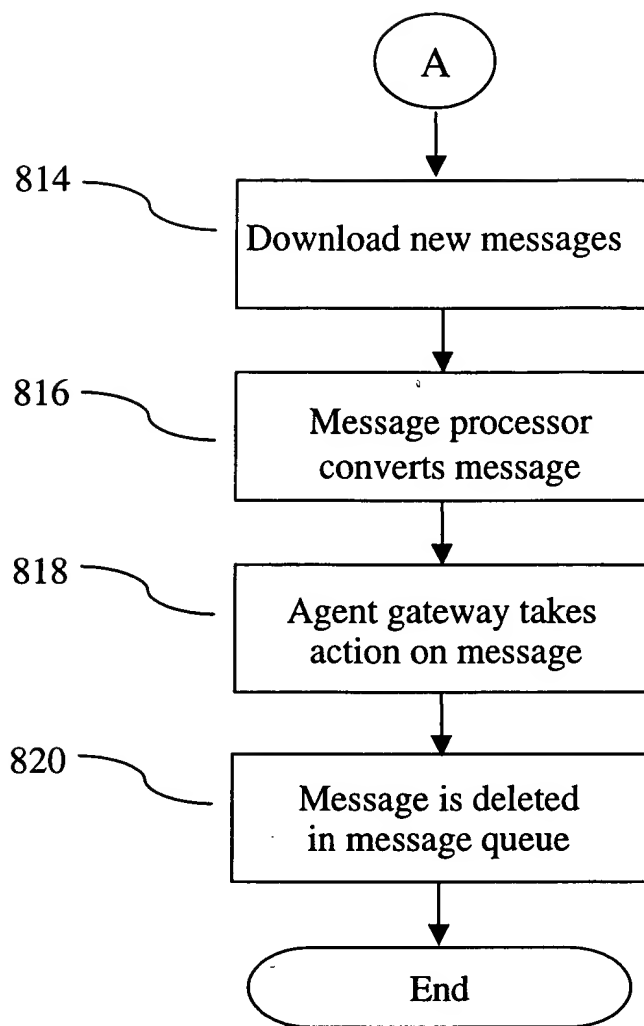 A
814
Download new messages
816
Message processor
converts message
818
Agent gateway takes
action on message
820
Message is deleted
in message queue
End